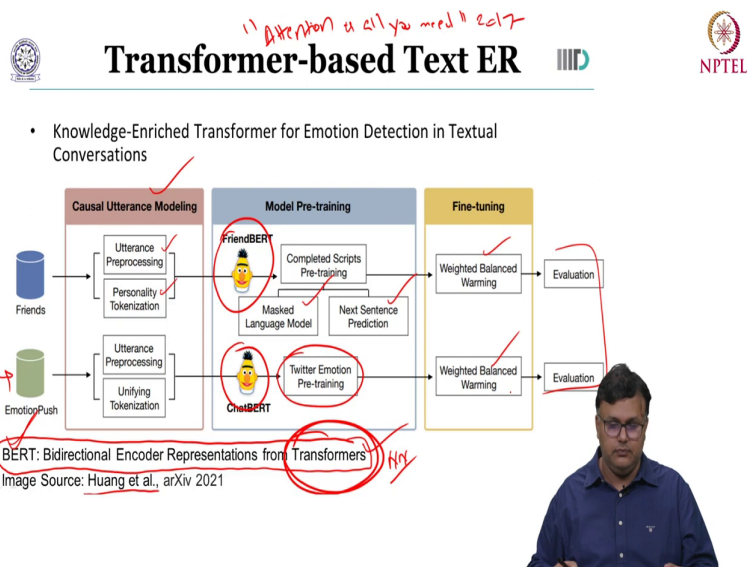 "Attention is all you need" 2017
Transformer-based Text ER
IIID
NPTEL
• Knowledge-Enriched Transformer for Emotion Detection in Textual
Conversations
Causal Utterance Modeling
Model Pre-training
Fine-tuning
Friends
Utterance
Preprocessing
Personality
Tokenization
FriendBERT
Completed Scripts
Pre-training
Masked
Language Model
Next Sentence
Prediction
Weighted Balanced
Warming
Evaluation
EmotionPush
Utterance
Preprocessing
Unifying
Tokenization
ChatBERT
Twitter Emotion
Pre-training
Weighted Balanced
Warming
Evaluation
BERT: Bidirectional Encoder Representations from Transformers
NN
Image Source: Huang et al., arXiv 2021